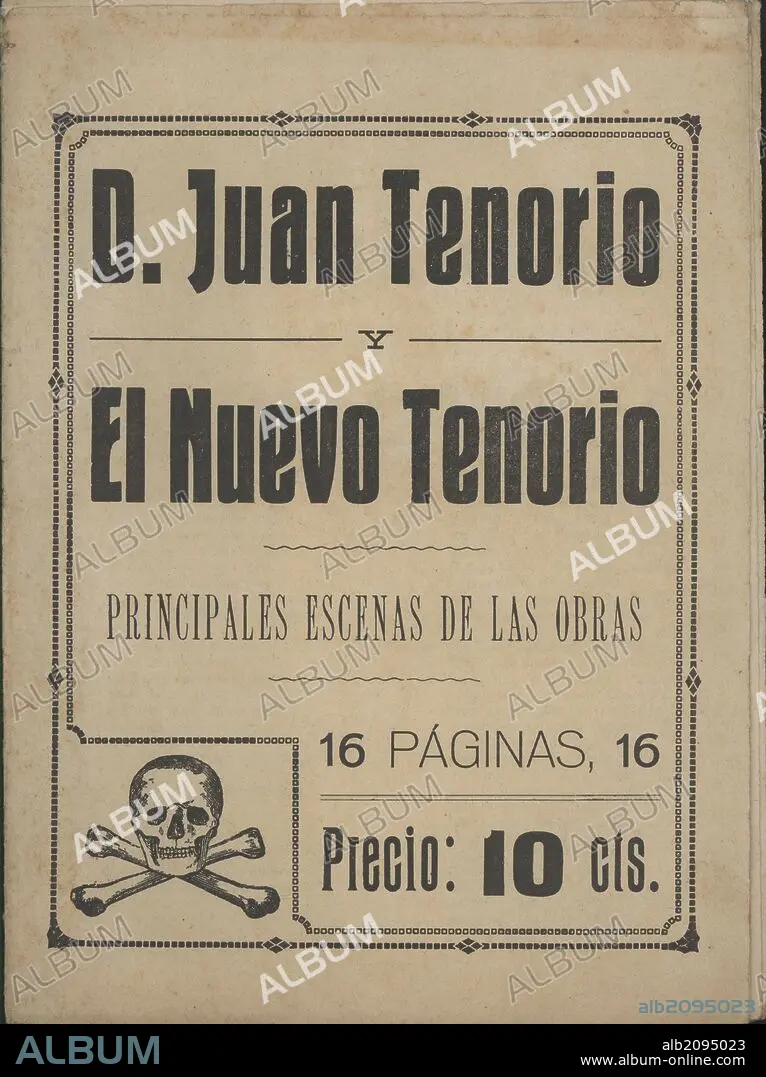 D. Juan Tenorio
Y
El Nuevo Tenorio
PRINCIPALES ESCENAS DE LAS OBRAS
16 PÁGINAS, 16
Precio: 10 cts.
ALBUM
alb2095023
ALBUM
alb2095023
www.album-online.com